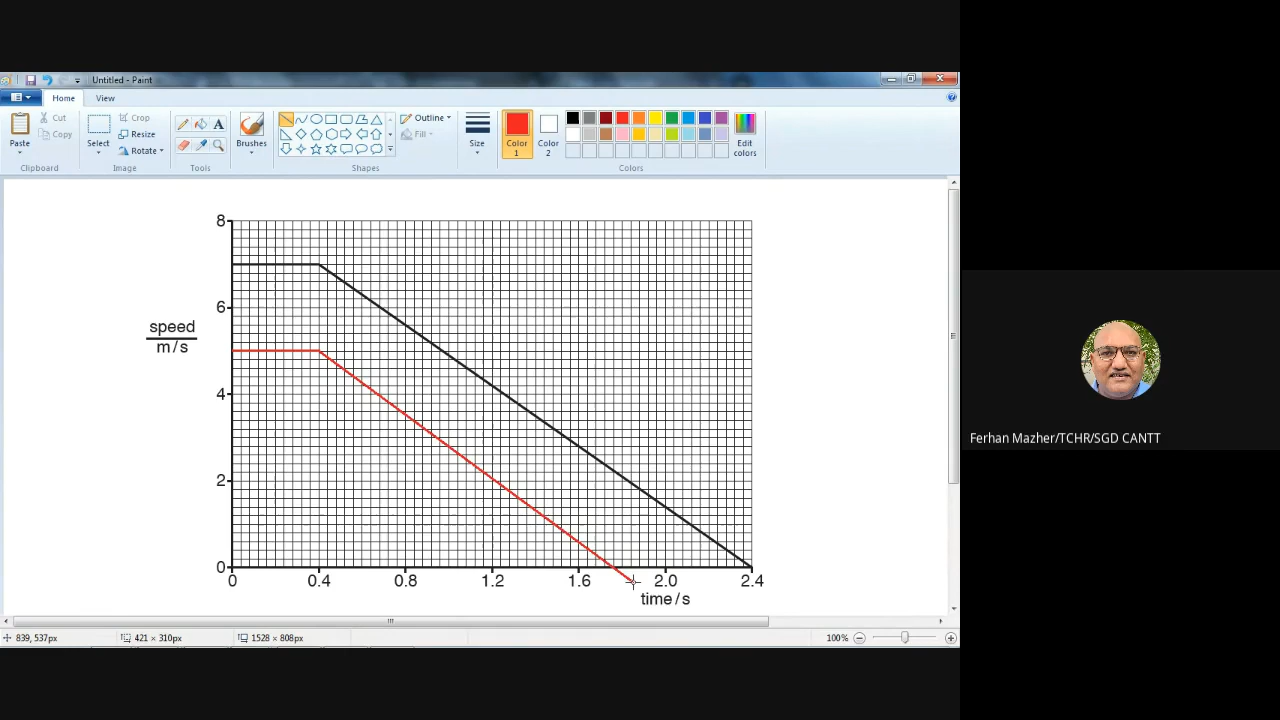 Untitled - Paint
Home View
Cut
Copy
Paste
Clipboard
Crop
Resize
Rotate
Select
Image
A
Tools
Brushes
Outline
Fill
Shapes
Size
Color 1
Color 2
Edit colors
Colors
8
6
4
2
0
speed
m/s
0 0.4 0.8 1.2 1.6 2.0 2.4
time/s
Ferhan Mazher/TCHR/SGD CANTT
839, 537px 421 × 310px 1528 × 808px 100%